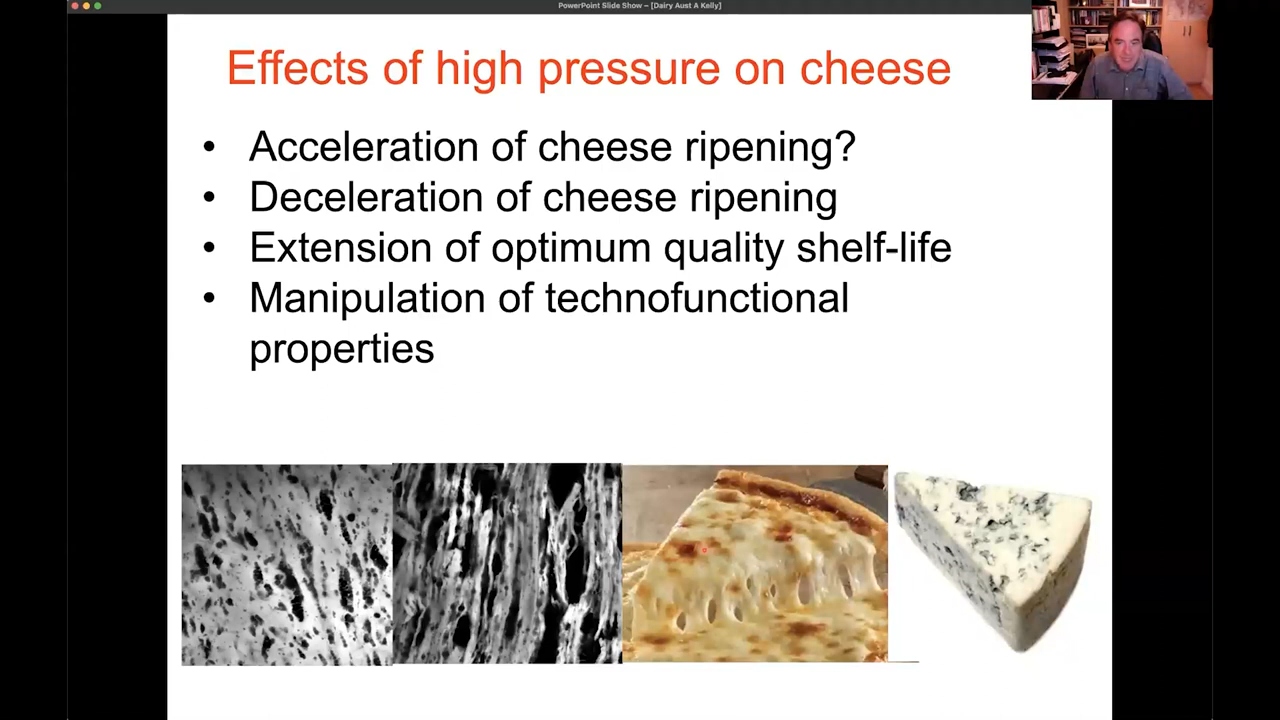 PowerPoint Slide Show – [Dairy Aust A Kelly]
Effects of high pressure on cheese
• Acceleration of cheese ripening?
• Deceleration of cheese ripening
• Extension of optimum quality shelf-life
• Manipulation of technofunctional
properties